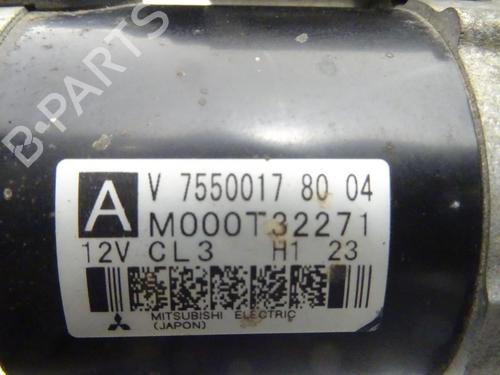 B-PARTS
A V 7550017 80 04
M000T32271
12V CL3 H1 23
MITSUBISHI ELECTRIC
(JAPON)